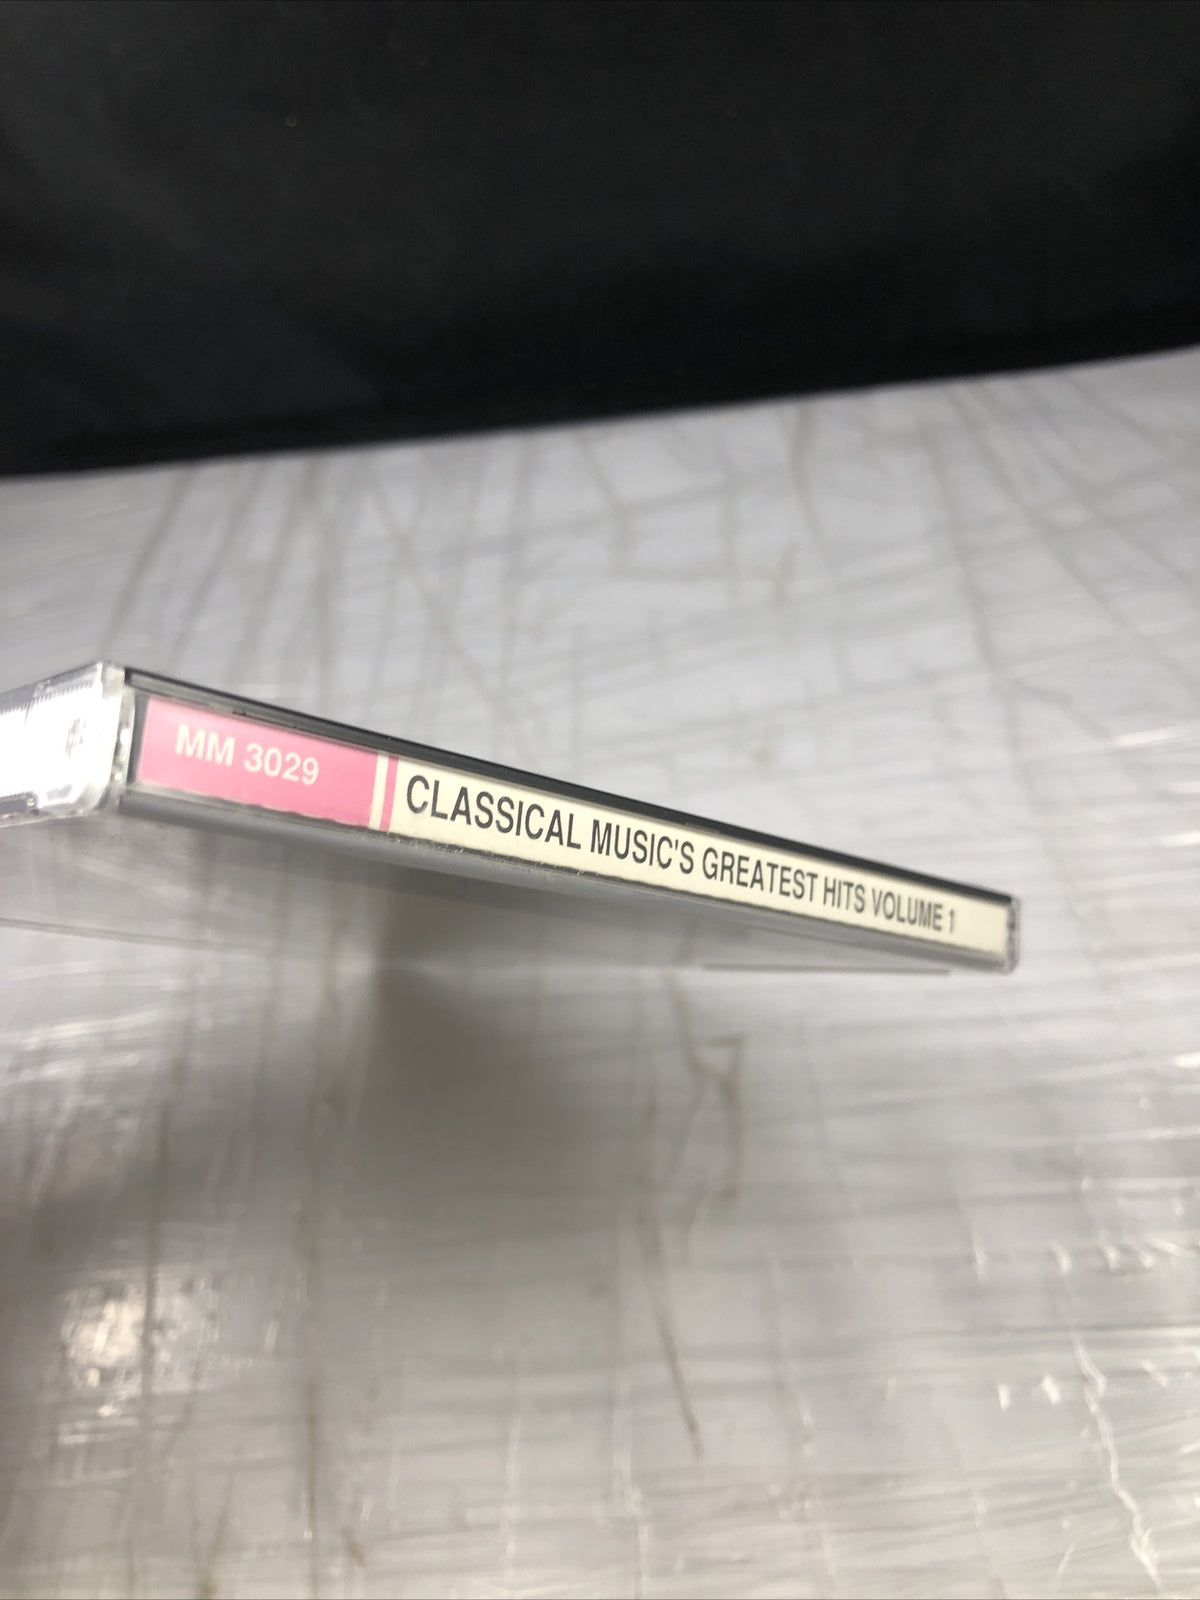 MM 3029
CLASSICAL MUSIC'S GREATEST HITS VOLUME 1